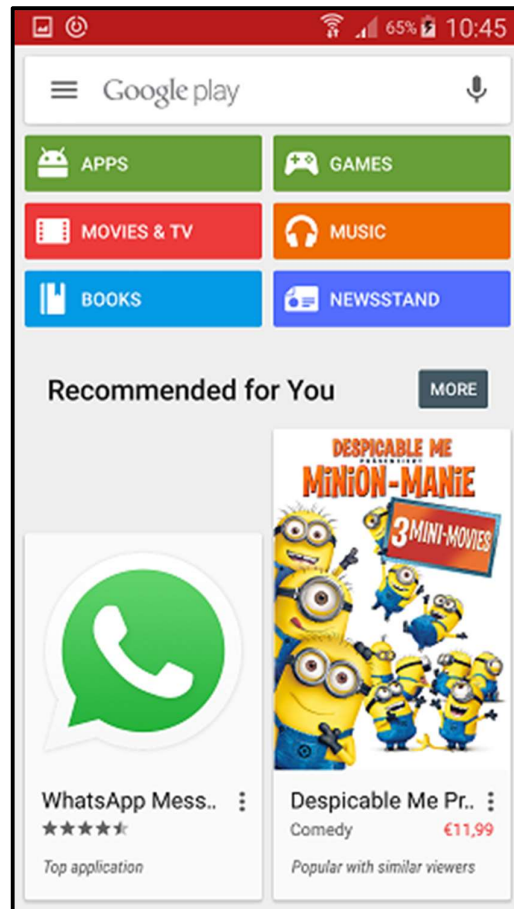 65% 10:45
Google play
APPS
GAMES
MOVIES & TV
MUSIC
BOOKS
NEWSSTAND
Recommended for You
MORE
DESPICABLE ME
PRÄSENTIERT
MINION-MANIE
3 MINI-MOVIES
WhatsApp Mess..
Top application
Despicable Me Pr..
Comedy €11,99
Popular with similar viewers